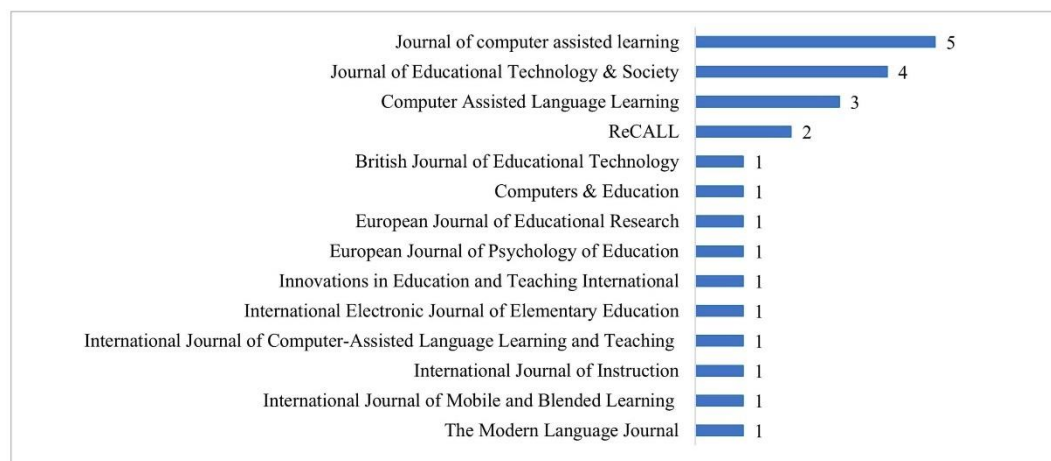 Journal of computer assisted learning 5
Journal of Educational Technology & Society 4
Computer Assisted Language Learning 3
ReCALL 2
British Journal of Educational Technology 1
Computers & Education 1
European Journal of Educational Research 1
European Journal of Psychology of Education 1
Innovations in Education and Teaching International 1
International Electronic Journal of Elementary Education 1
International Journal of Computer-Assisted Language Learning and Teaching 1
International Journal of Instruction 1
International Journal of Mobile and Blended Learning 1
The Modern Language Journal 1